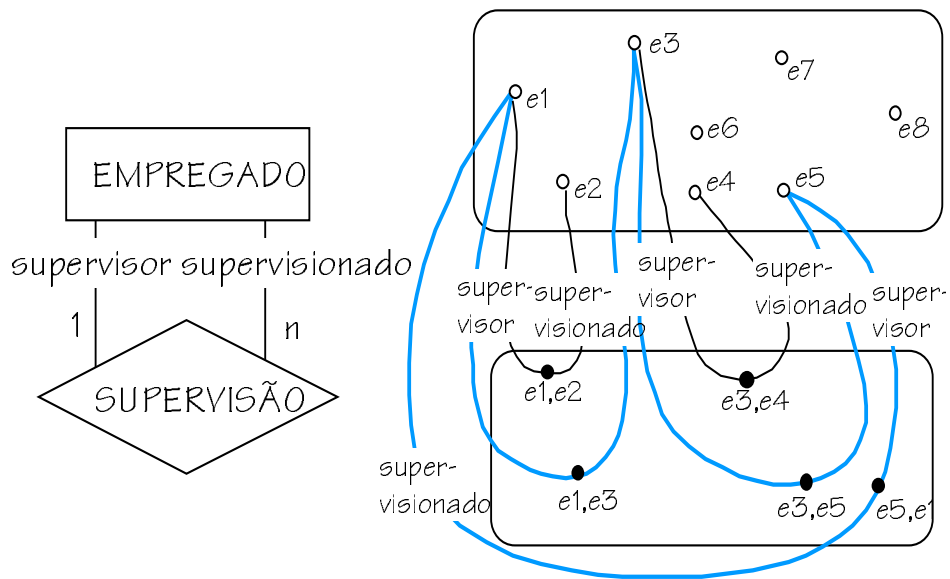 EMPREGADO
supervisor supervisionado
1
n
SUPERVISÃO
e3
e7
e1
e8
e6
e2
e4
e5
super-
visor
super-
visionado
super-
visor
super-
visionado
super-
visor
e1,e2
e3,e4
super-
visionado
e1,e3
e3,e5
e5,e1